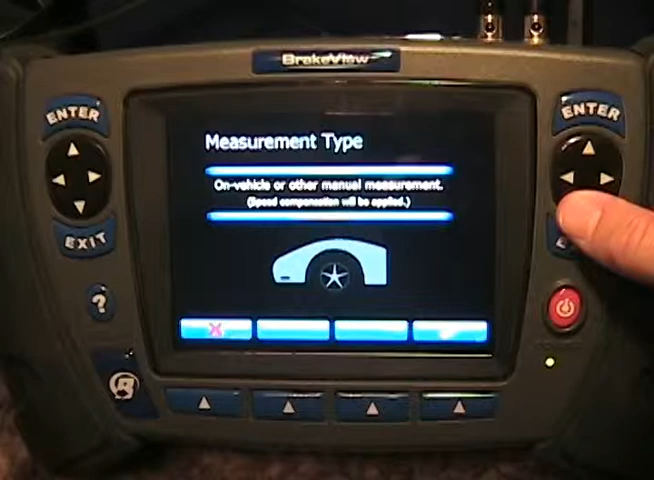 BrakeView
ENTER
ENTER
Measurement Type
On-vehicle or other manual measurement.
(Speed compensation will be applied.)
EXIT
?